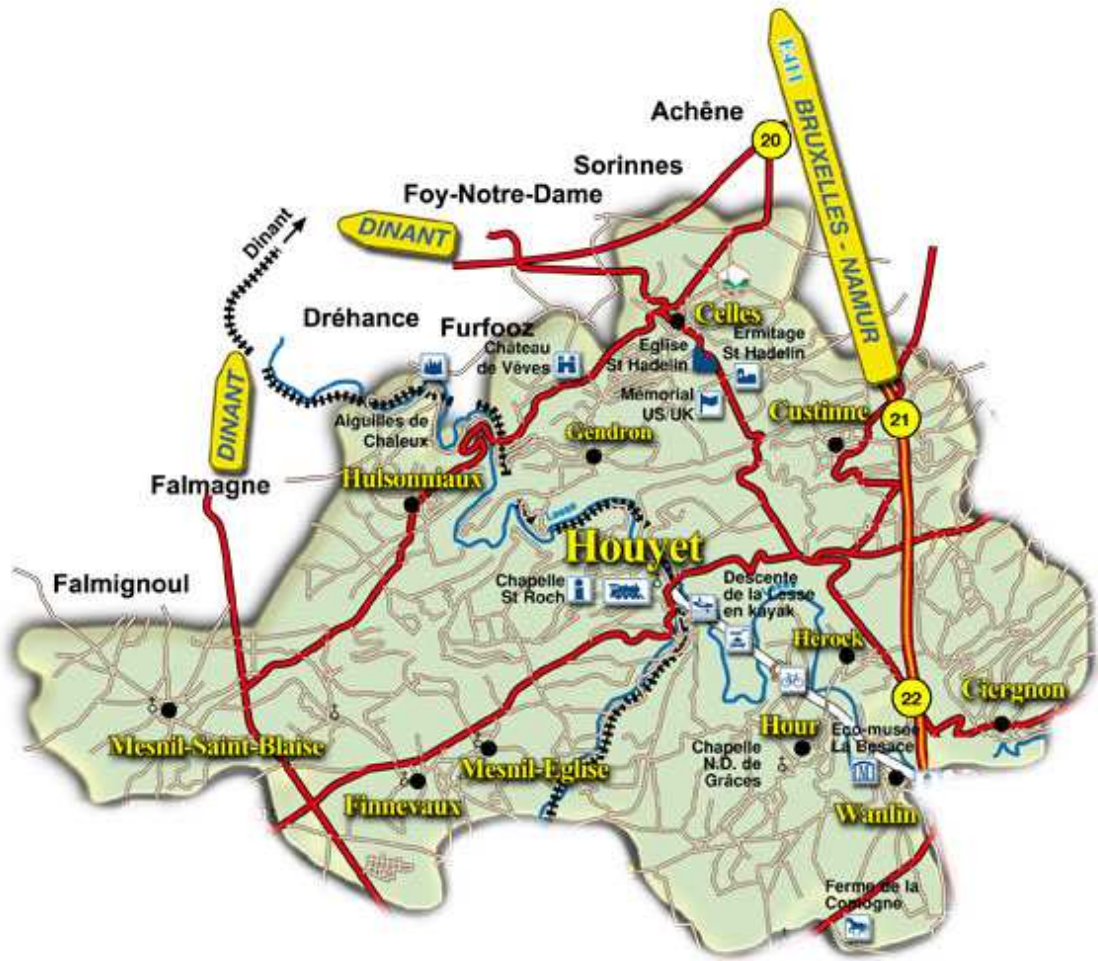 E411 BRUXELLES - NAMUR
Achêne
20
Sorinnes
Foy-Notre-Dame
DINANT
Dinant
Dréhance
Furfooz
Celles
Château
de Vêves
Eglise
St Hadelin
Ermitage
St Hadelin
Mémorial
US/UK
Aiguilles de
Chaleux
Custinne
21
DINANT
Gendron
Falmagne
Hulsonniaux
Lesse
Houyet
Falmignoul
Chapelle
St Roch
Descente
de la Lesse
en kayak
Hérock
22
Ciergnon
Mesnil-Saint-Blaise
Mesnil-Eglise
Hour
Eco-musée
La Besace
Chapelle
N.D. de
Grâces
Finnevaux
Wanlin
Ferme de la
Comogne